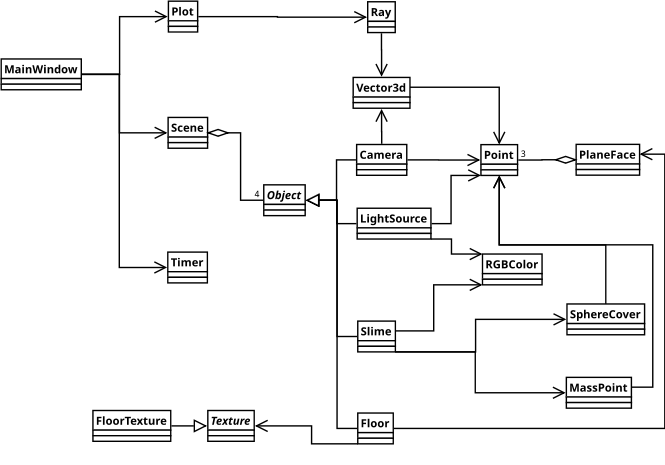 Plot
Ray
MainWindow
Vector3d
Scene
Camera
Point
3
PlaneFace
4
Object
LightSource
Timer
RGBColor
Slime
SphereCover
MassPoint
FloorTexture
Texture
Floor